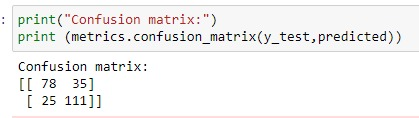 : print("Confusion matrix:")
print (metrics.confusion_matrix(y_test,predicted))
Confusion matrix:
[[ 78  35]
 [ 25 111]]